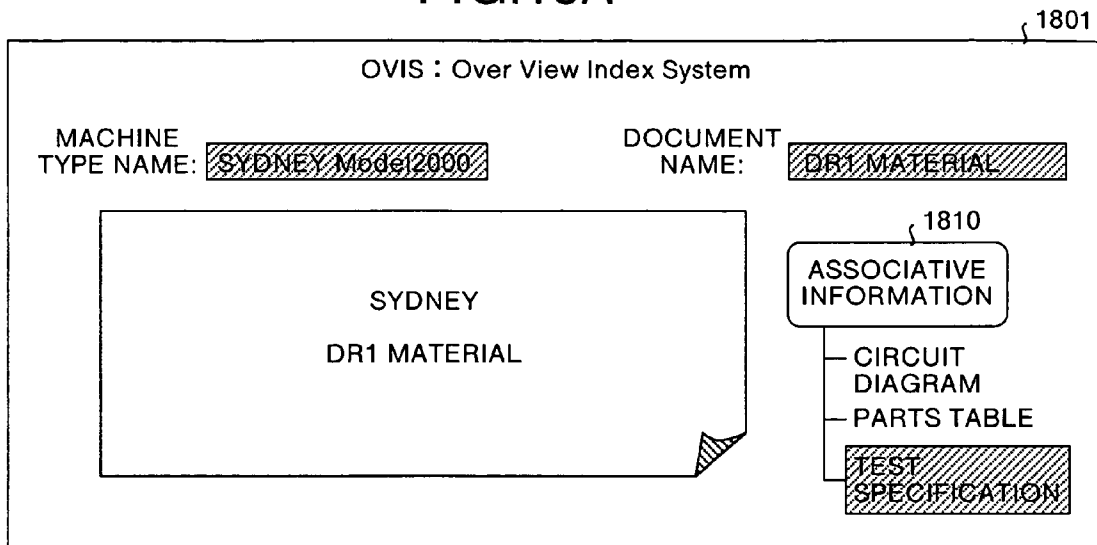 1801
OVIS : Over View Index System
MACHINE
TYPE NAME:
SYDNEY Model2000
DOCUMENT
NAME:
DR1 MATERIAL
SYDNEY
DR1 MATERIAL
1810
ASSOCIATIVE
INFORMATION
CIRCUIT
DIAGRAM
PARTS TABLE
TEST
SPECIFICATION